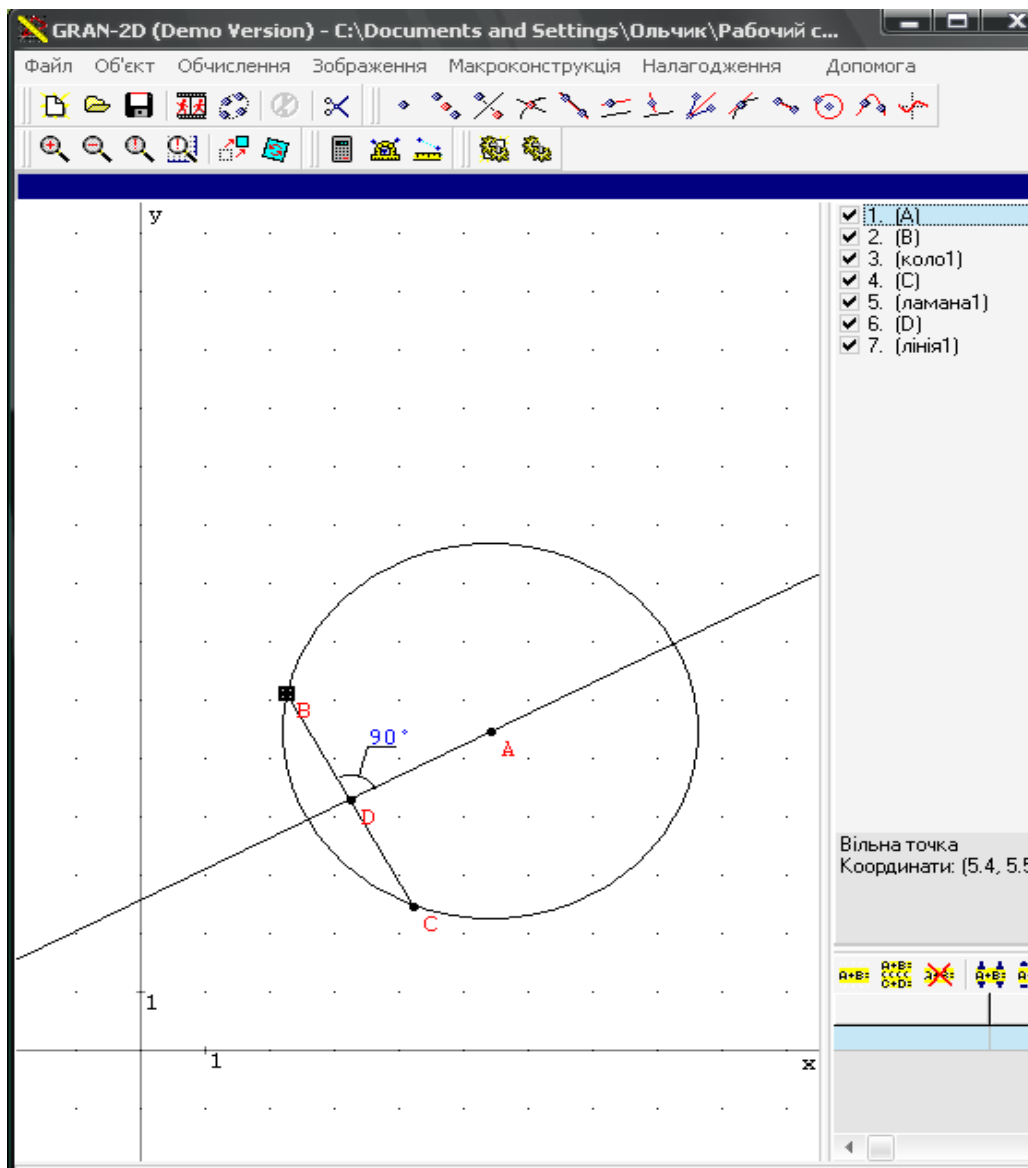 GRAN-2D (Demo Version) - C:\Documents and Settings\Ольчик\Рабочий с...
Файл Об'єкт Обчислення Зображення Макроконструкція Налагодження Допомога
1. (A)
2. (B)
3. (коло1)
4. (C)
5. (ламана1)
6. (D)
7. (лінія1)
y
B
90°
A
D
C
1
1
x
Вільна точка
Координати: (5.4, 5.5
A+B=
A+B=
CCCC
C+D=
A+B=